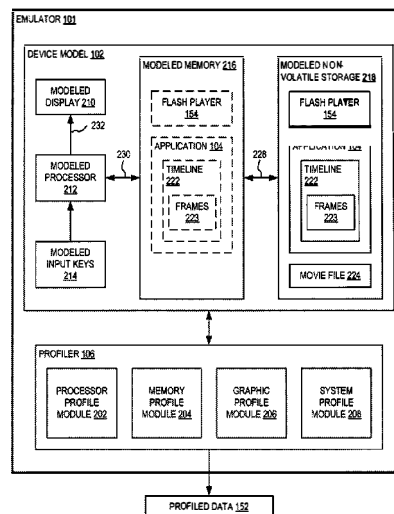 EMULATOR 101
DEVICE MODEL 102
MODELED
DISPLAY 210
232
MODELED
PROCESSOR
212
MODELED
INPUT KEYS
214
230
MODELED MEMORY 216
FLASH PLAYER
154
APPLICATION 104
TIMELINE
222
FRAMES
223
228
MODELED NON-
VOLATILE STORAGE 218
FLASH PLAYER
154
APPLICATION 104
TIMELINE
222
FRAMES
223
MOVIE FILE 224
PROFILER 106
PROCESSOR
PROFILE
MODULE 202
MEMORY
PROFILE
MODULE 204
GRAPHIC
PROFILE
MODULE 206
SYSTEM
PROFILE
MODULE 208
PROFILED DATA 152